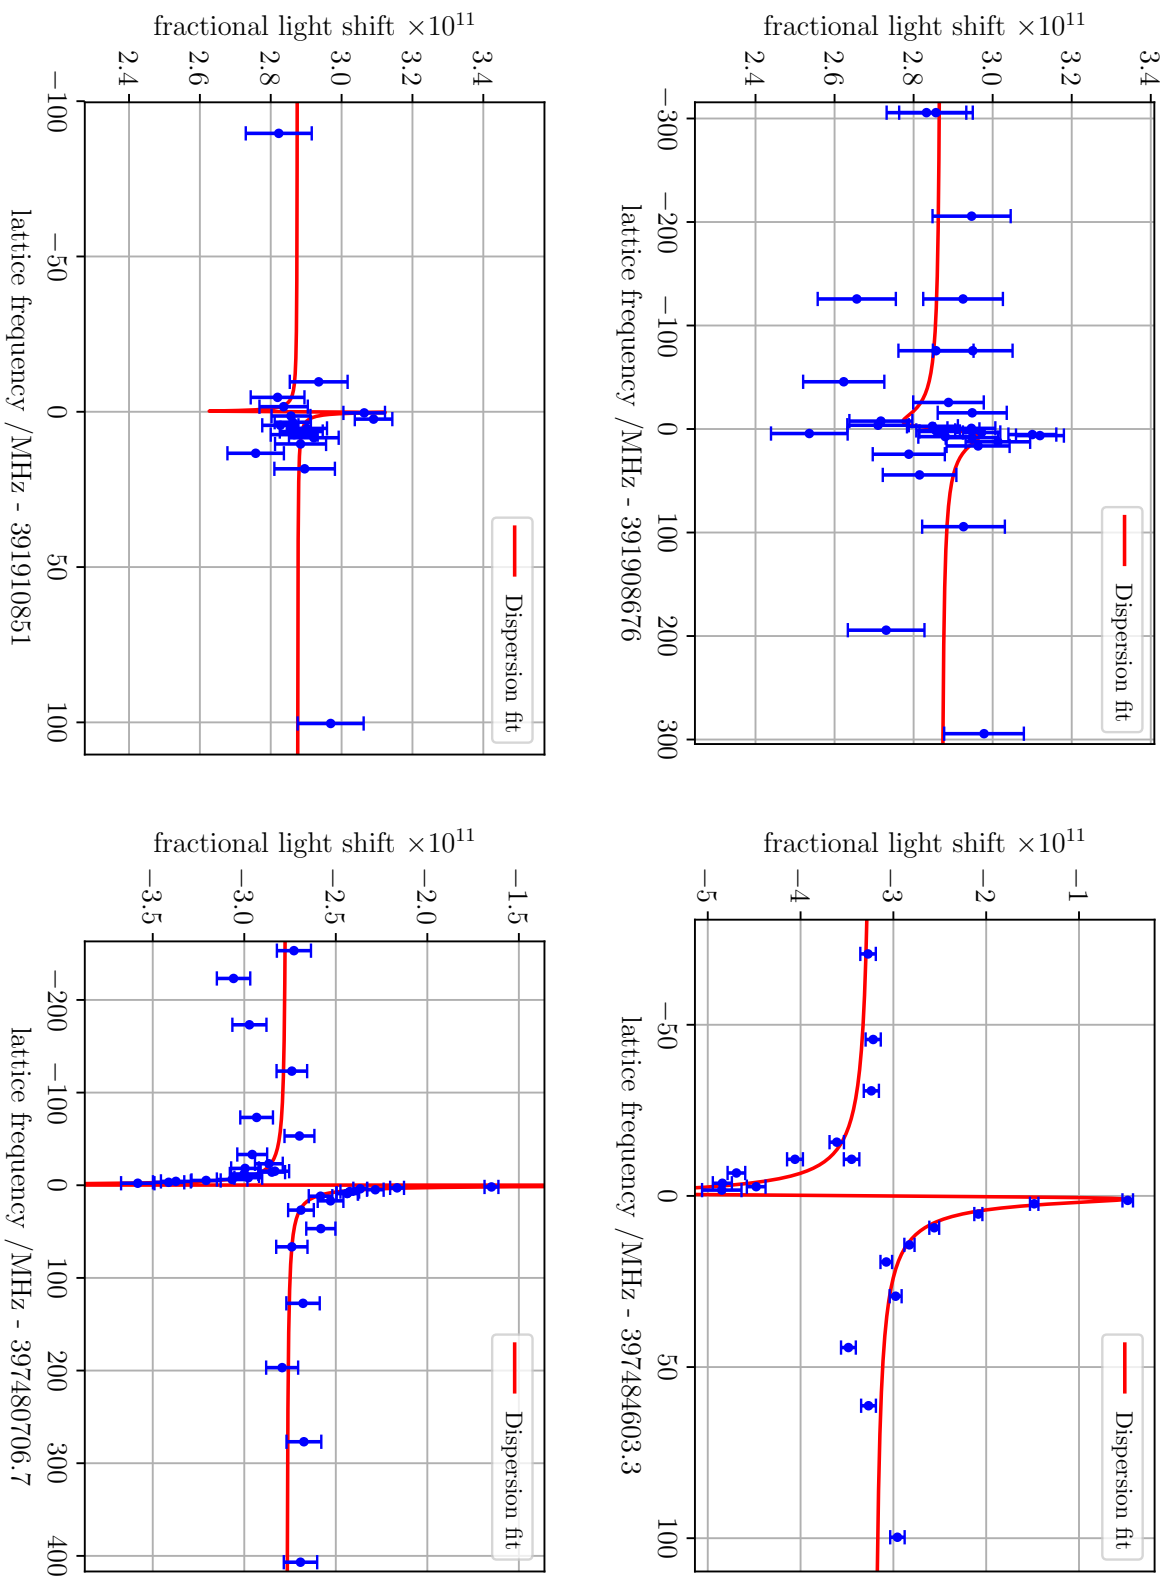 fractional light shift ×10¹¹
3.4
3.2
3.0
2.8
2.6
2.4
Dispersion fit
−300 −200 −100 0 100 200 300
lattice frequency /MHz - 391908676
fractional light shift ×10¹¹
−1
−2
−3
−4
−5
Dispersion fit
−50 0 50 100
lattice frequency /MHz - 397484603.3
fractional light shift ×10¹¹
3.4
3.2
3.0
2.8
2.6
2.4
Dispersion fit
−100 −50 0 50 100
lattice frequency /MHz - 391910851
fractional light shift ×10¹¹
−1.5
−2.0
−2.5
−3.0
−3.5
Dispersion fit
−200 −100 0 100 200 300 400
lattice frequency /MHz - 397480706.7